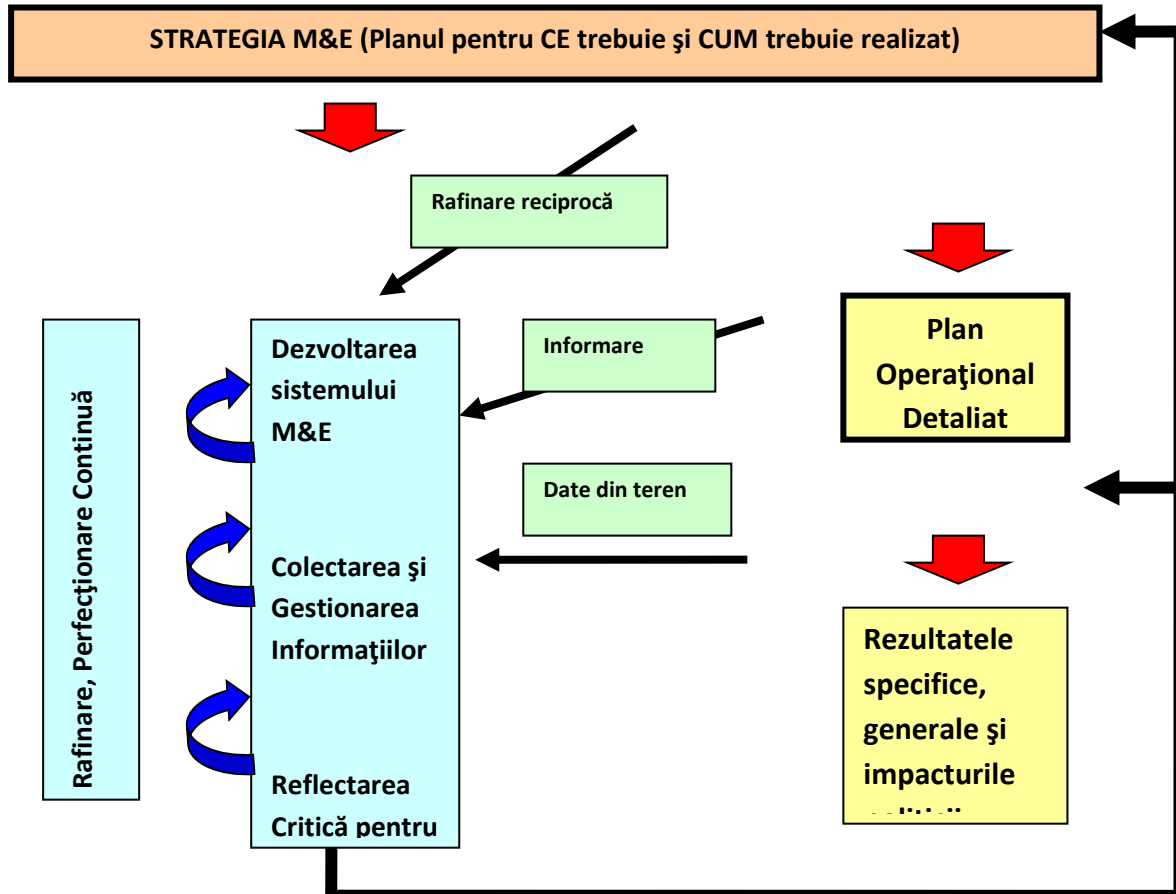 STRATEGIA M&E (Planul pentru CE trebuie şi CUM trebuie realizat)
Rafinare reciprocă
Rafinare, Perfecţionare Continuă
Dezvoltarea
sistemului
M&E
Colectarea şi
Gestionarea
Informaţiilor
Reflectarea
Critică pentru
Informare
Date din teren
Plan
Operaţional
Detaliat
Rezultatele
specifice,
generale şi
impacturile